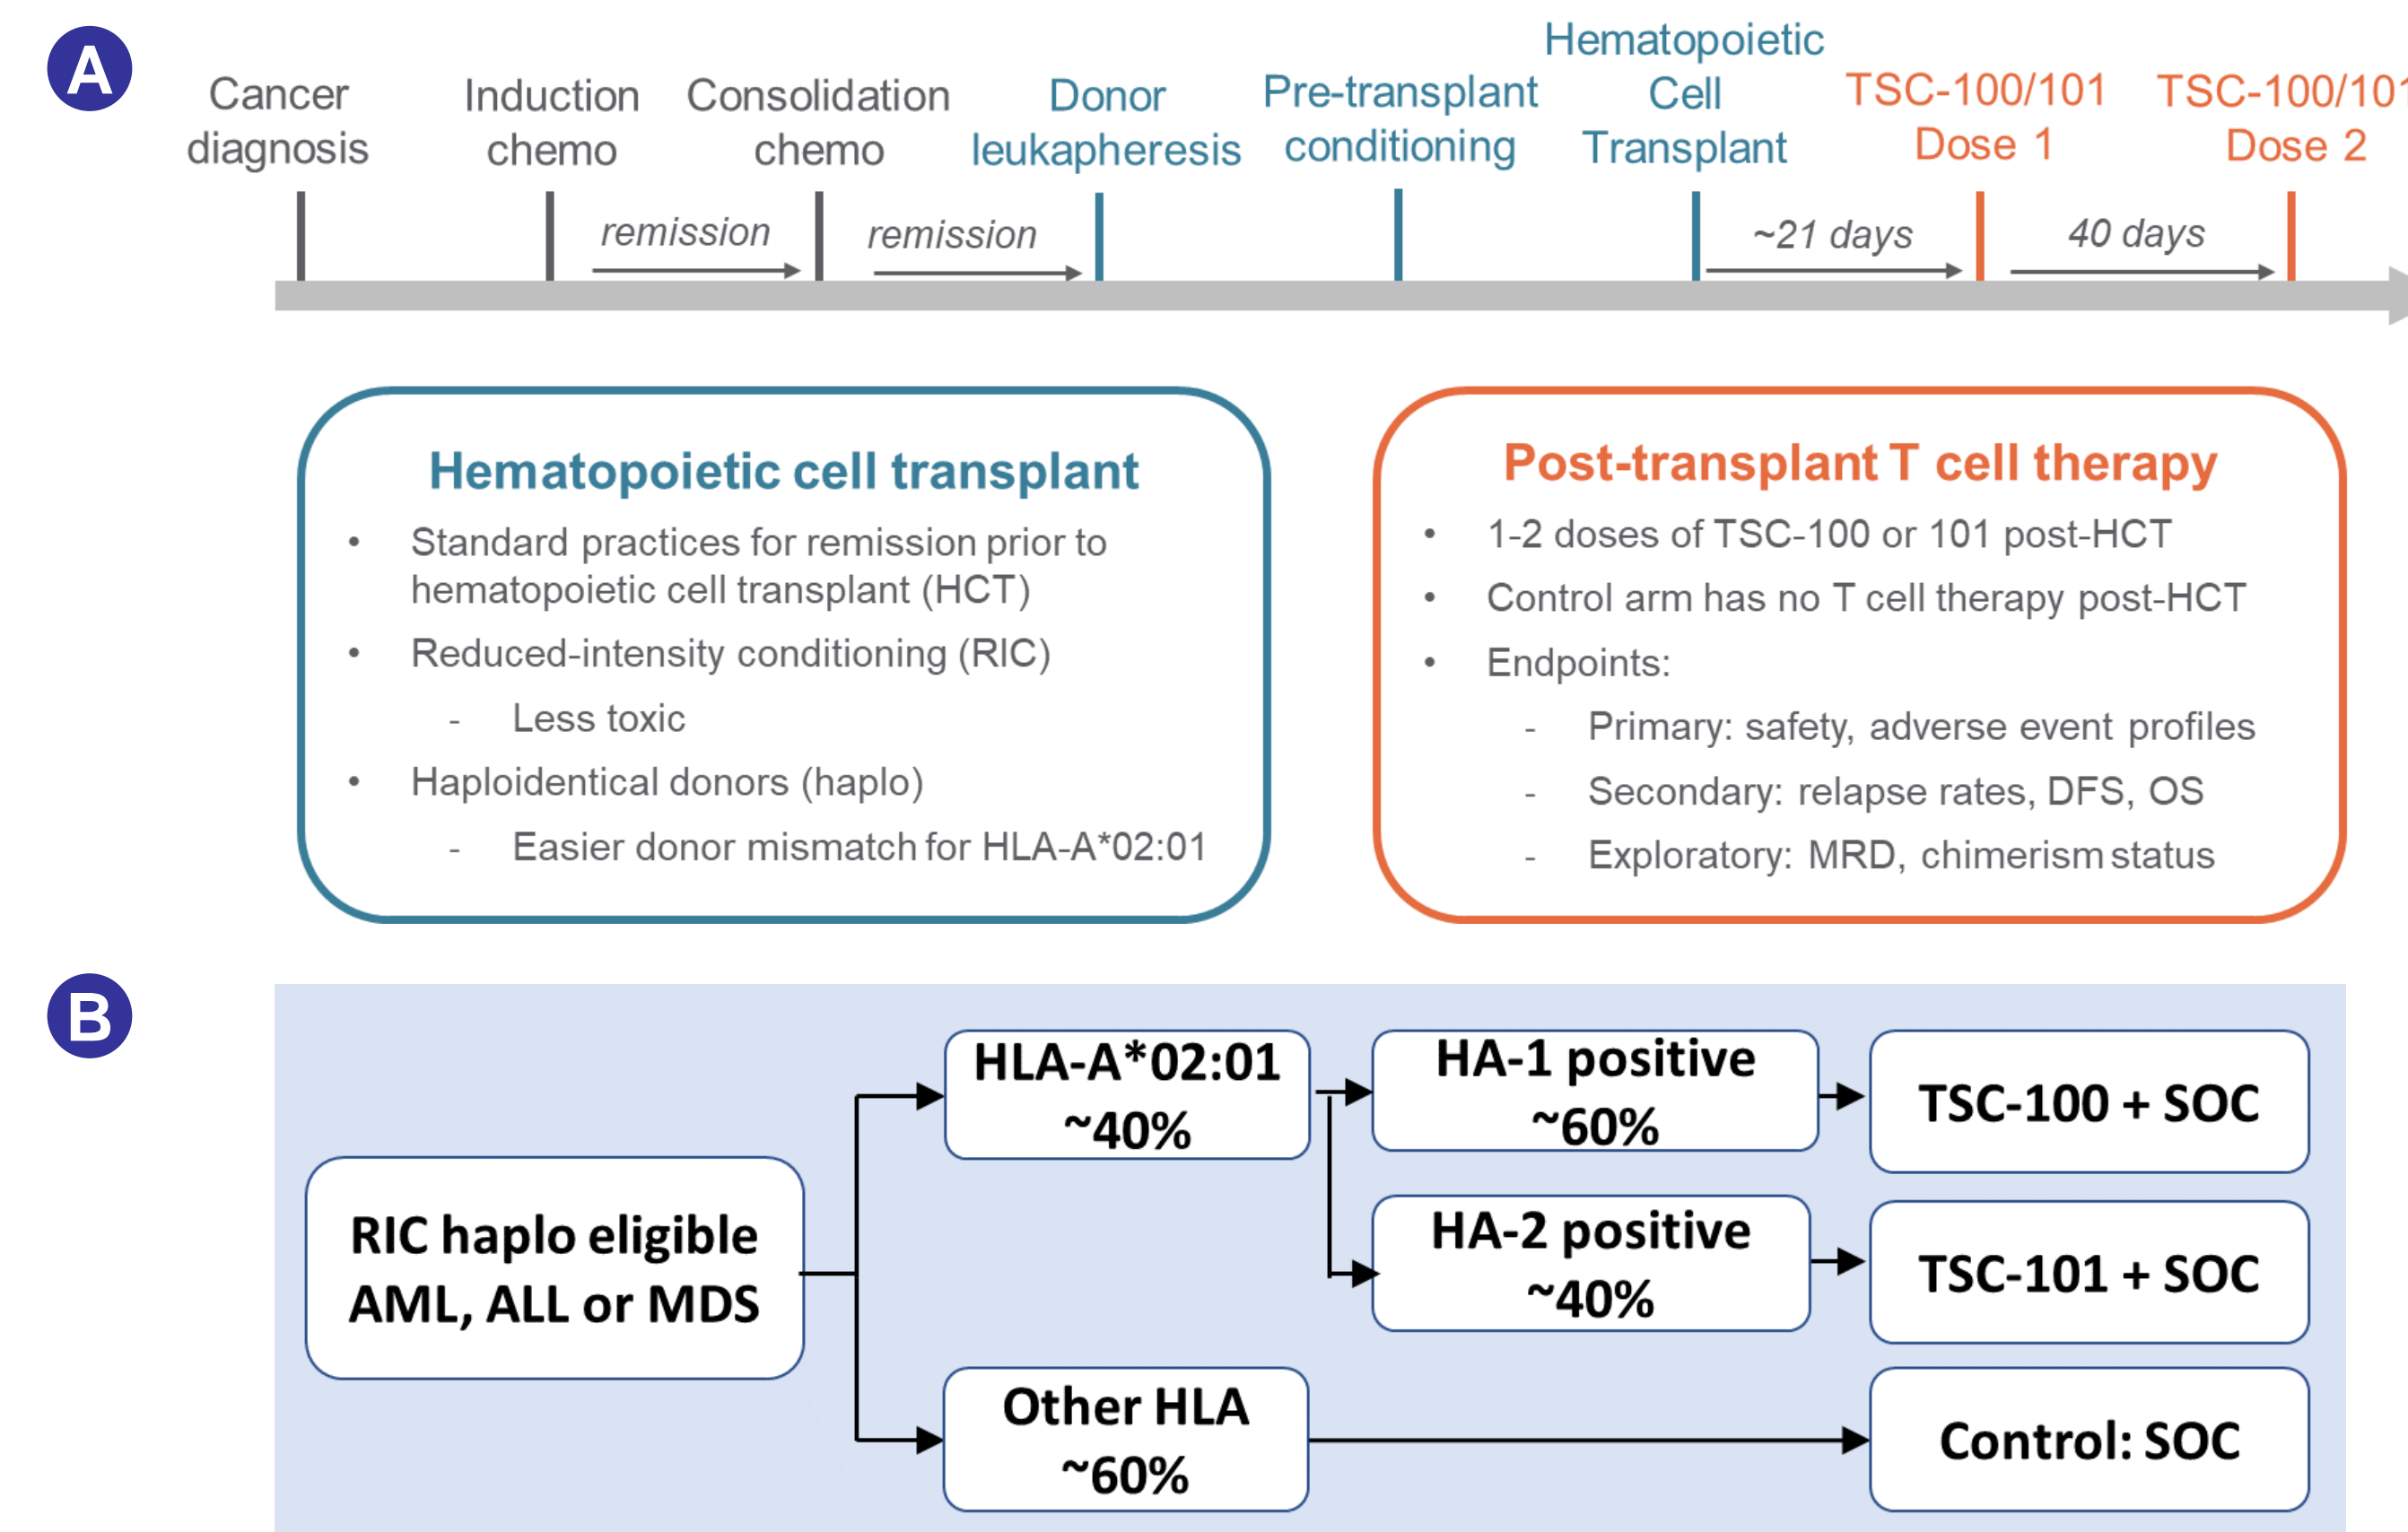 A
Cancer
diagnosis
Induction
chemo
Consolidation
chemo
Donor
leukapheresis
Pre-transplant
conditioning
Hematopoietic
Cell
Transplant
TSC-100/101
Dose 1
TSC-100/101
Dose 2
remission
remission
~21 days
40 days
Hematopoietic cell transplant
• Standard practices for remission prior to
hematopoietic cell transplant (HCT)
• Reduced-intensity conditioning (RIC)
- Less toxic
• Haploidentical donors (haplo)
- Easier donor mismatch for HLA-A*02:01
Post-transplant T cell therapy
• 1-2 doses of TSC-100 or 101 post-HCT
• Control arm has no T cell therapy post-HCT
• Endpoints:
- Primary: safety, adverse event profiles
- Secondary: relapse rates, DFS, OS
- Exploratory: MRD, chimerism status
B
RIC haplo eligible
AML, ALL or MDS
HLA-A*02:01
~40%
HA-1 positive
~60%
TSC-100 + SOC
HA-2 positive
~40%
TSC-101 + SOC
Other HLA
~60%
Control: SOC